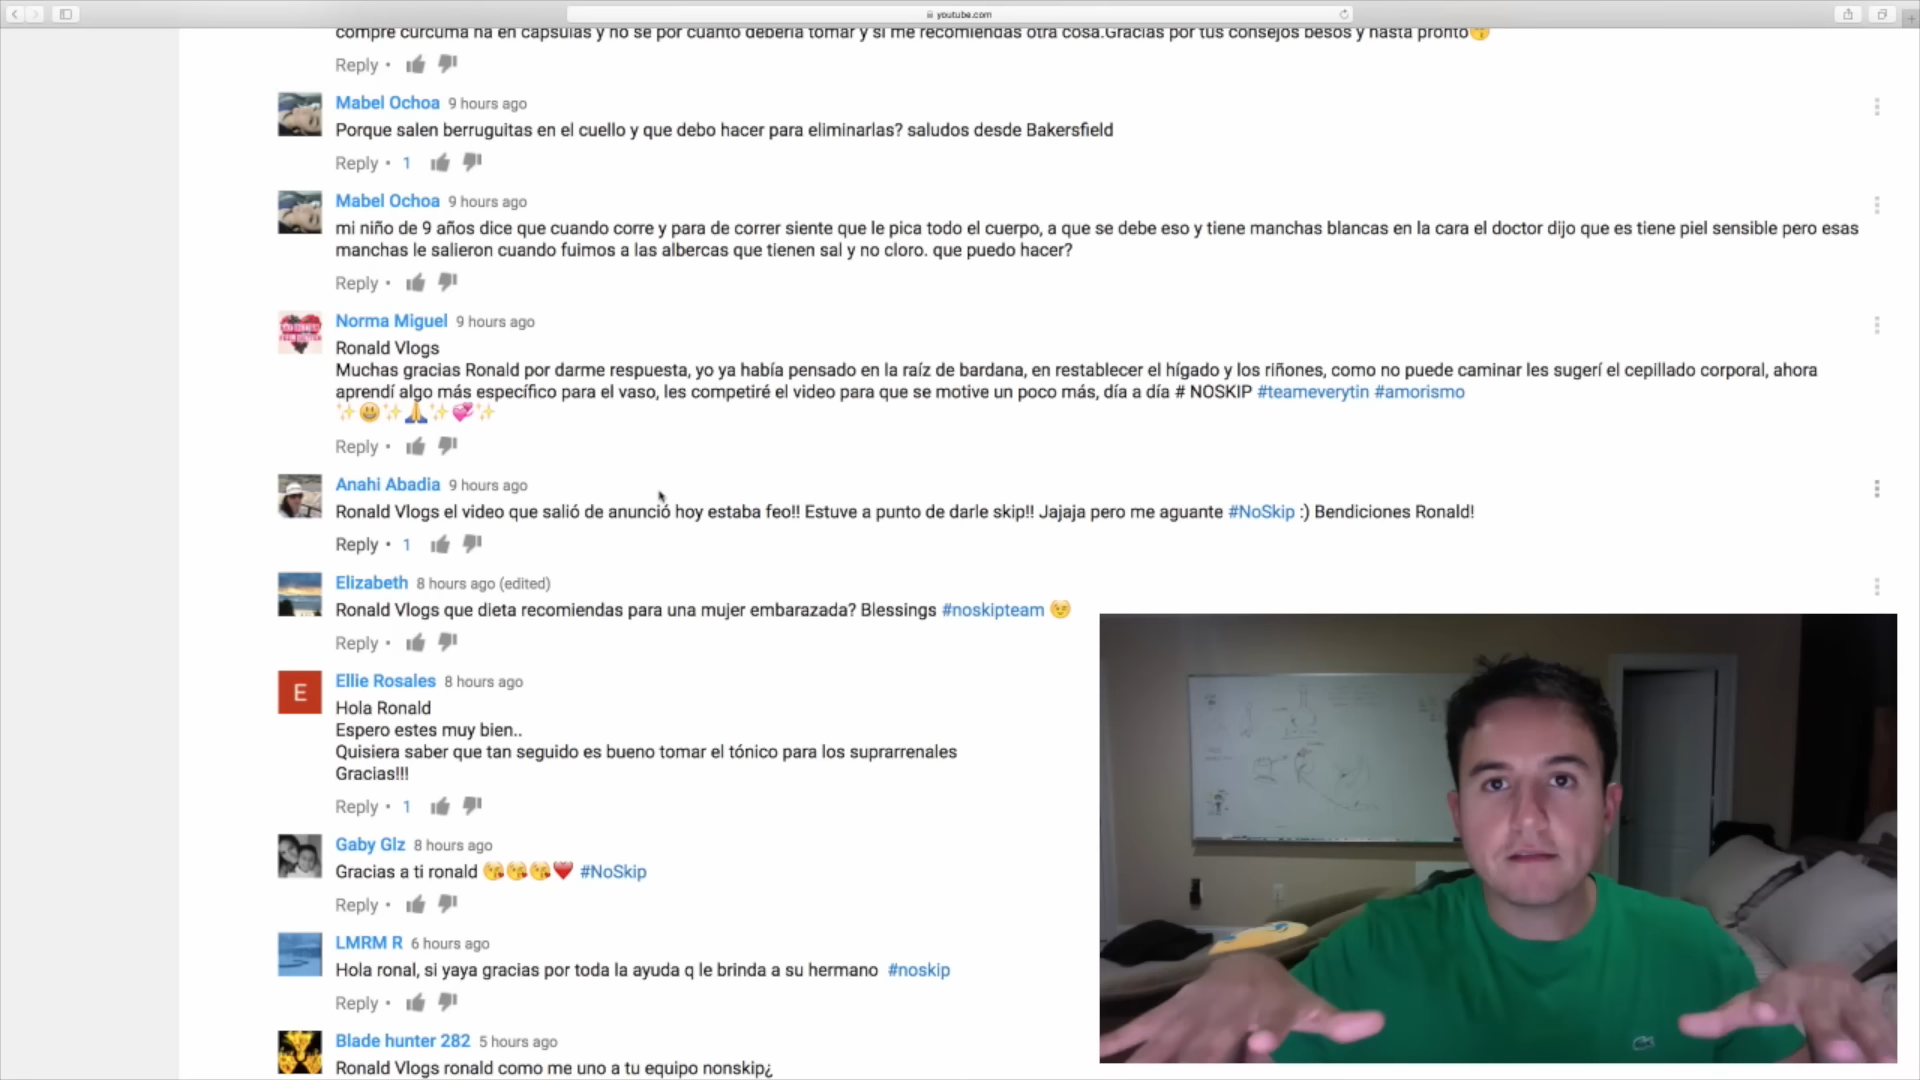 youtube.com
compre curcuma ha en capsulas y no se por cuanto deberia tomar y si me recomiendas otra cosa.Gracias por tus consejos besos y hasta pronto
Reply •
Mabel Ochoa 9 hours ago
Porque salen berruguitas en el cuello y que debo hacer para eliminarlas? saludos desde Bakersfield
Reply • 1
Mabel Ochoa 9 hours ago
mi niño de 9 años dice que cuando corre y para de correr siente que le pica todo el cuerpo, a que se debe eso y tiene manchas blancas en la cara el doctor dijo que es tiene piel sensible pero esas
manchas le salieron cuando fuimos a las albercas que tienen sal y no cloro. que puedo hacer?
Reply •
Norma Miguel 9 hours ago
Ronald Vlogs
Muchas gracias Ronald por darme respuesta, yo ya había pensado en la raíz de bardana, en restablecer el hígado y los riñones, como no puede caminar les sugerí el cepillado corporal, ahora
aprendí algo más específico para el vaso, les competiré el video para que se motive un poco más, día a día # NOSKIP #teameverytin #amorismo
✨😃✨🙏✨💞✨
Reply •
Anahi Abadia 9 hours ago
Ronald Vlogs el video que salió de anunció hoy estaba feo!! Estuve a punto de darle skip!! Jajaja pero me aguante #NoSkip :) Bendiciones Ronald!
Reply • 1
Elizabeth 8 hours ago (edited)
Ronald Vlogs que dieta recomiendas para una mujer embarazada? Blessings #noskipteam 😉
Reply •
E
Ellie Rosales 8 hours ago
Hola Ronald
Espero estes muy bien..
Quisiera saber que tan seguido es bueno tomar el tónico para los suprarrenales
Gracias!!!
Reply • 1
Gaby Glz 8 hours ago
Gracias a ti ronald 😘😘😘❤️ #NoSkip
Reply •
LMRM R 6 hours ago
Hola ronal, si yaya gracias por toda la ayuda q le brinda a su hermano #noskip
Reply •
Blade hunter 282 5 hours ago
Ronald Vlogs ronald como me uno a tu equipo nonskip¿